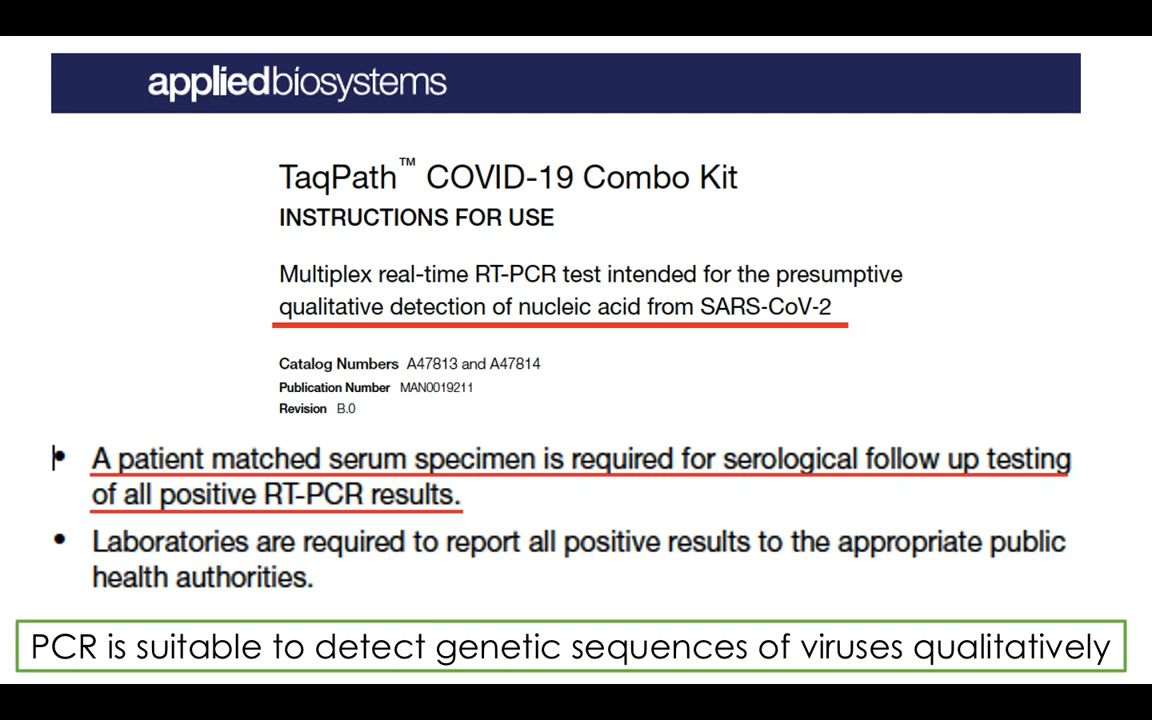 appliedbiosystems
TaqPath™ COVID-19 Combo Kit
INSTRUCTIONS FOR USE
Multiplex real-time RT-PCR test intended for the presumptive
qualitative detection of nucleic acid from SARS-CoV-2
Catalog Numbers A47813 and A47814
Publication Number MAN0019211
Revision B.0
• A patient matched serum specimen is required for serological follow up testing
of all positive RT-PCR results.
• Laboratories are required to report all positive results to the appropriate public
health authorities.
PCR is suitable to detect genetic sequences of viruses qualitatively